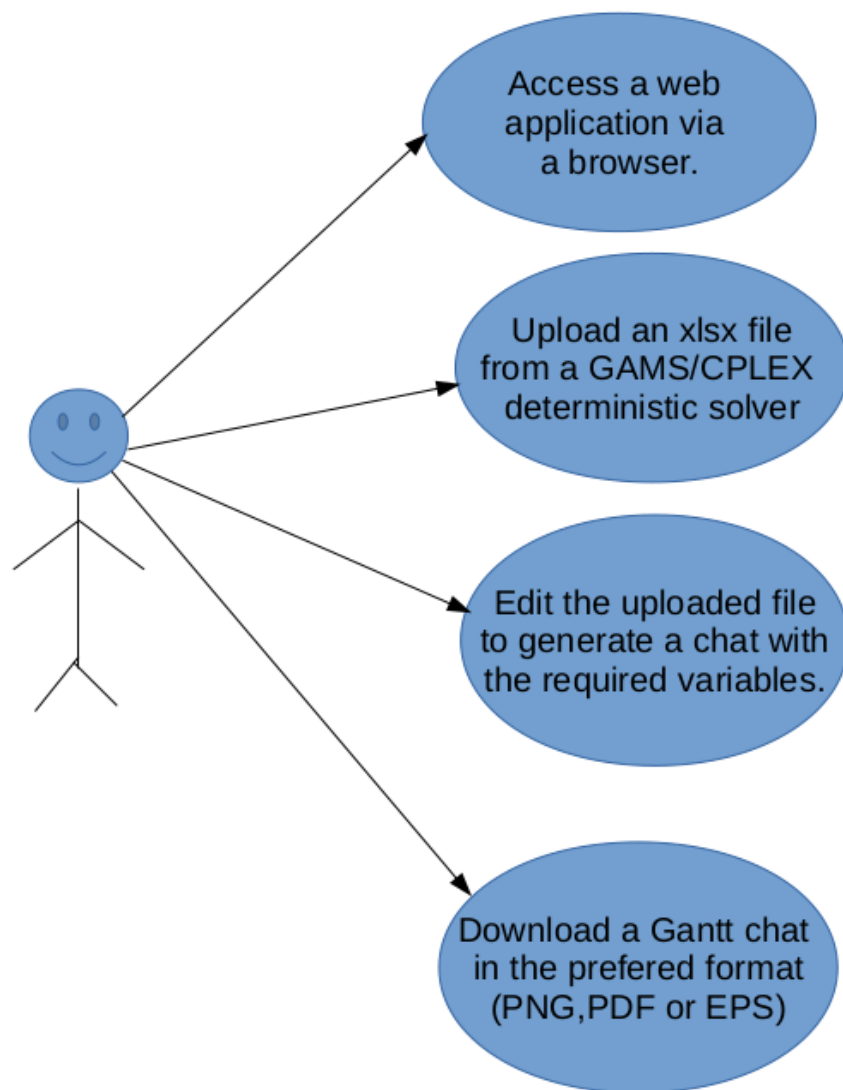 Access a web
application via
a browser.
Upload an xlsx file
from a GAMS/CPLEX
deterministic solver
Edit the uploaded file
to generate a chat with
the required variables.
Download a Gantt chat
in the prefered format
(PNG,PDF or EPS)